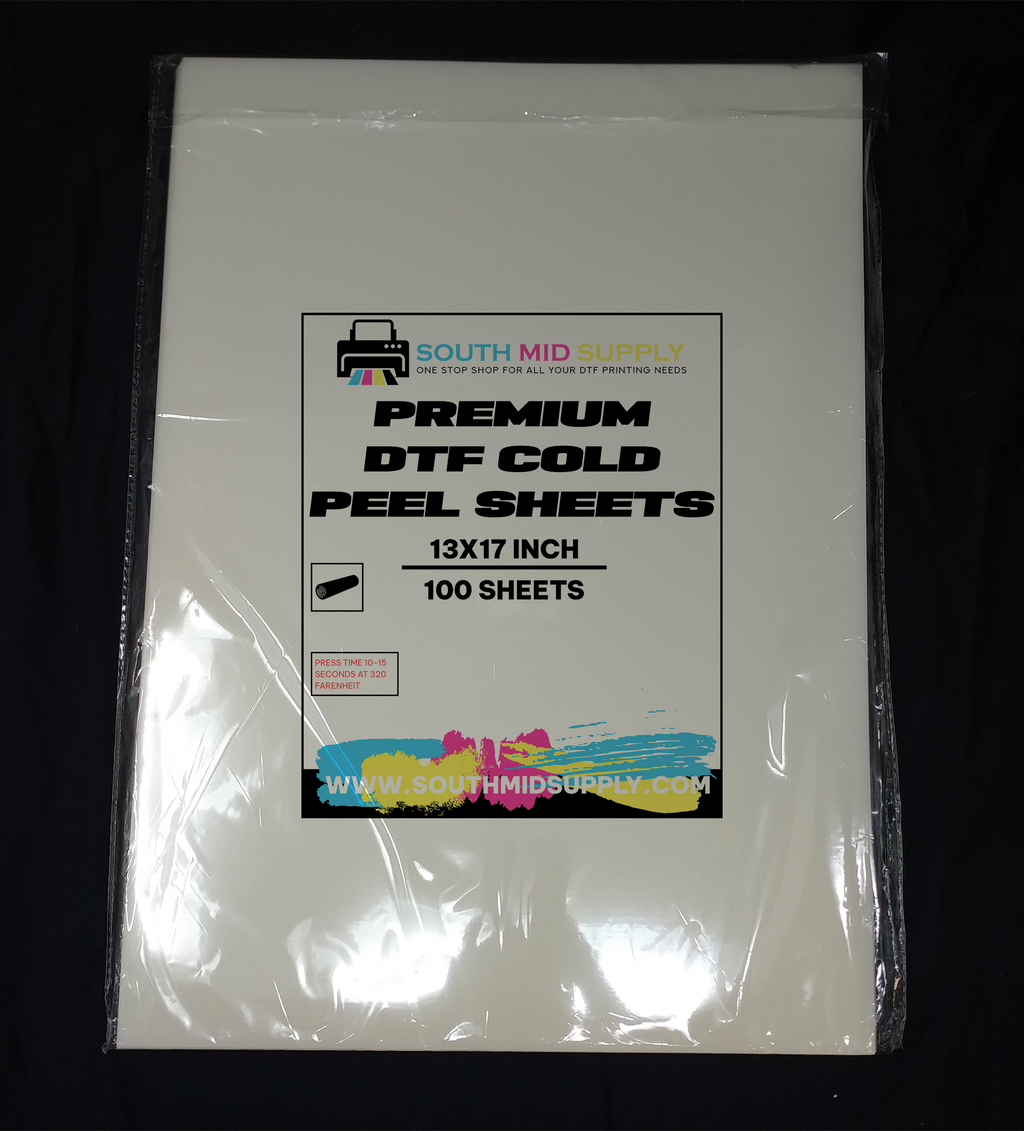 SOUTH MID SUPPLY
ONE STOP SHOP FOR ALL YOUR DTF PRINTING NEEDS
PREMIUM
DTF COLD
PEEL SHEETS
13X17 INCH
100 SHEETS
PRESS TIME 10-15
SECONDS AT 320
FARENHEIT
WWW.SOUTHMIDSUPPLY.COM